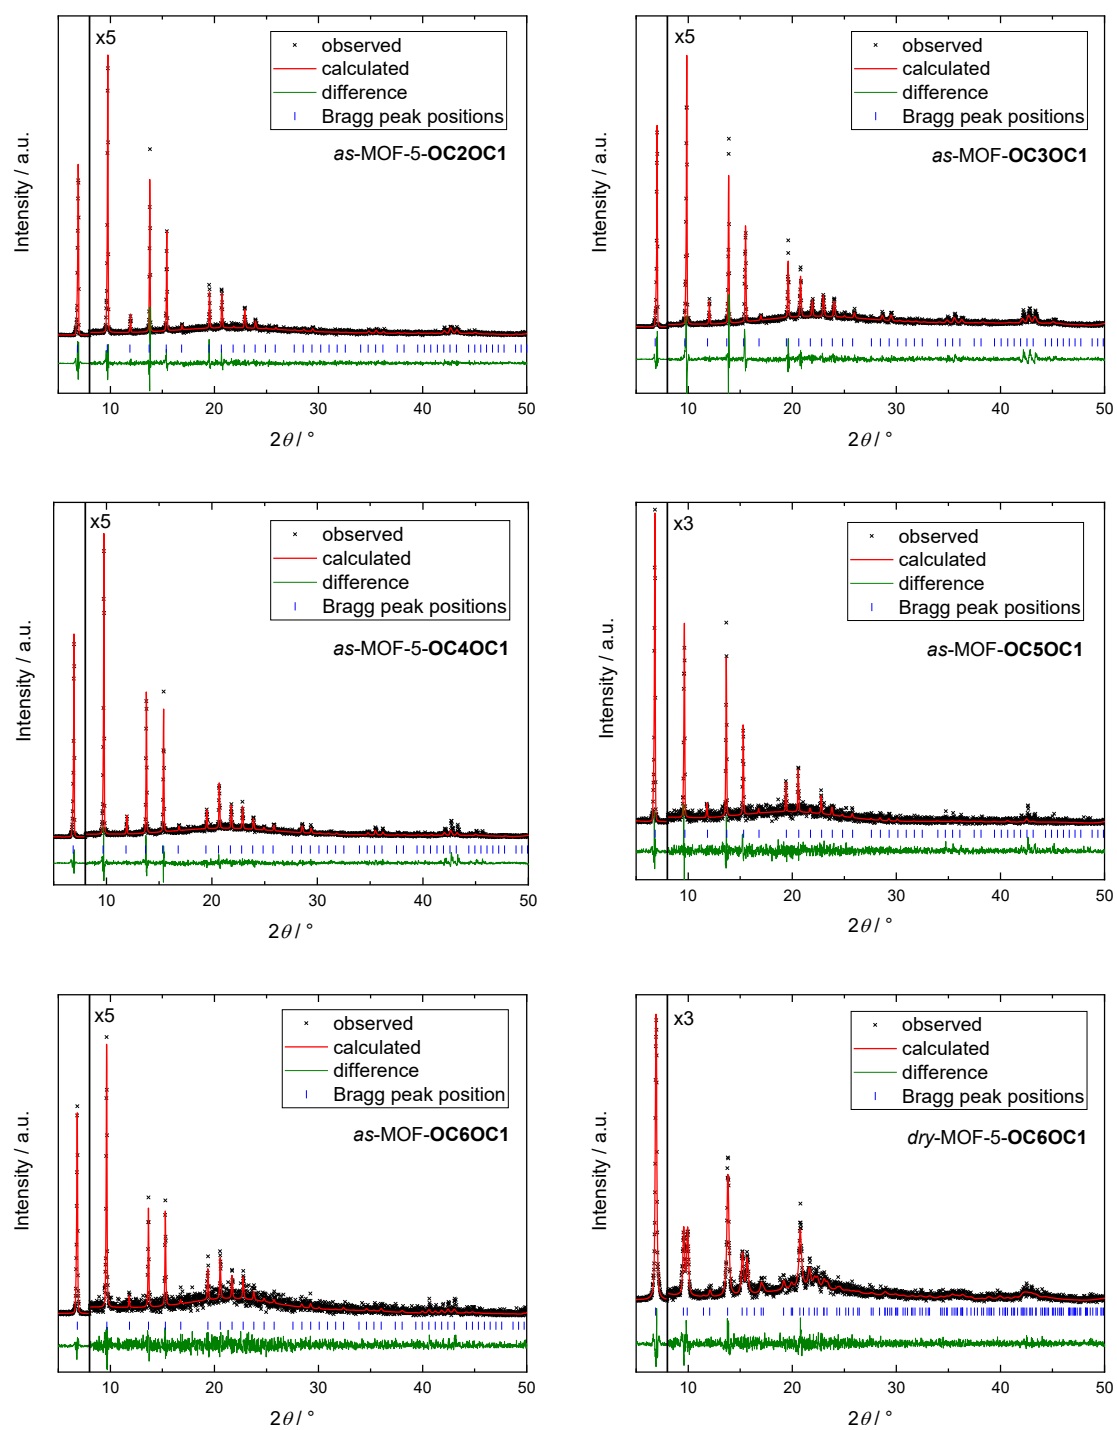 x5
observed
calculated
difference
Bragg peak positions
as-MOF-5-OC2OC1
Intensity / a.u.
10 20 30 40 50
2θ / °
x5
observed
calculated
difference
Bragg peak positions
as-MOF-OC3OC1
Intensity / a.u.
10 20 30 40 50
2θ / °
x5
observed
calculated
difference
Bragg peak positions
as-MOF-5-OC4OC1
Intensity / a.u.
10 20 30 40 50
2θ / °
x3
observed
calculated
difference
Bragg peak positions
as-MOF-OC5OC1
Intensity / a.u.
10 20 30 40 50
2θ / °
x5
observed
calculated
difference
Bragg peak position
as-MOF-OC6OC1
Intensity / a.u.
10 20 30 40 50
2θ / °
x3
observed
calculated
difference
Bragg peak positions
dry-MOF-5-OC6OC1
Intensity / a.u.
10 20 30 40 50
2θ / °